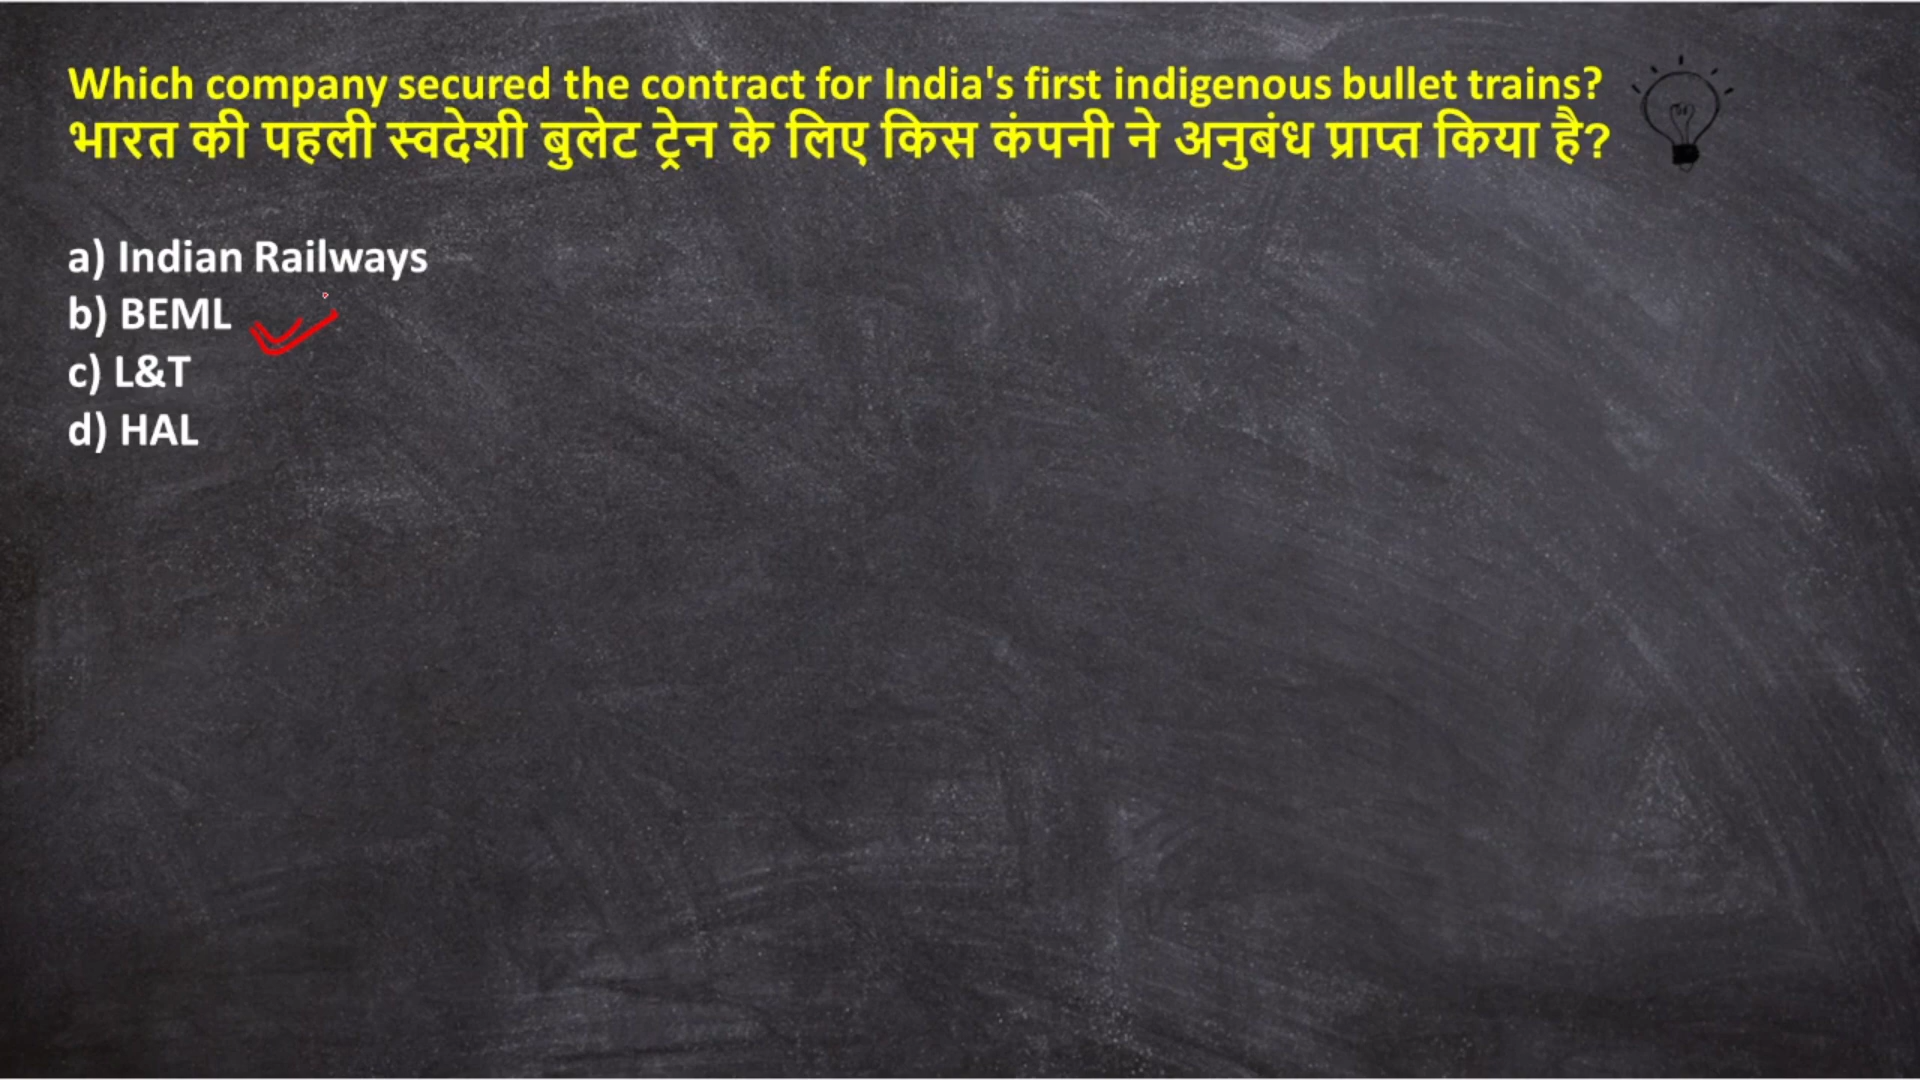 Which company secured the contract for India's first indigenous bullet trains?
भारत की पहली स्वदेशी बुलेट ट्रेन के लिए किस कंपनी ने अनुबंध प्राप्त किया है?
a) Indian Railways
b) BEML
c) L&T
d) HAL